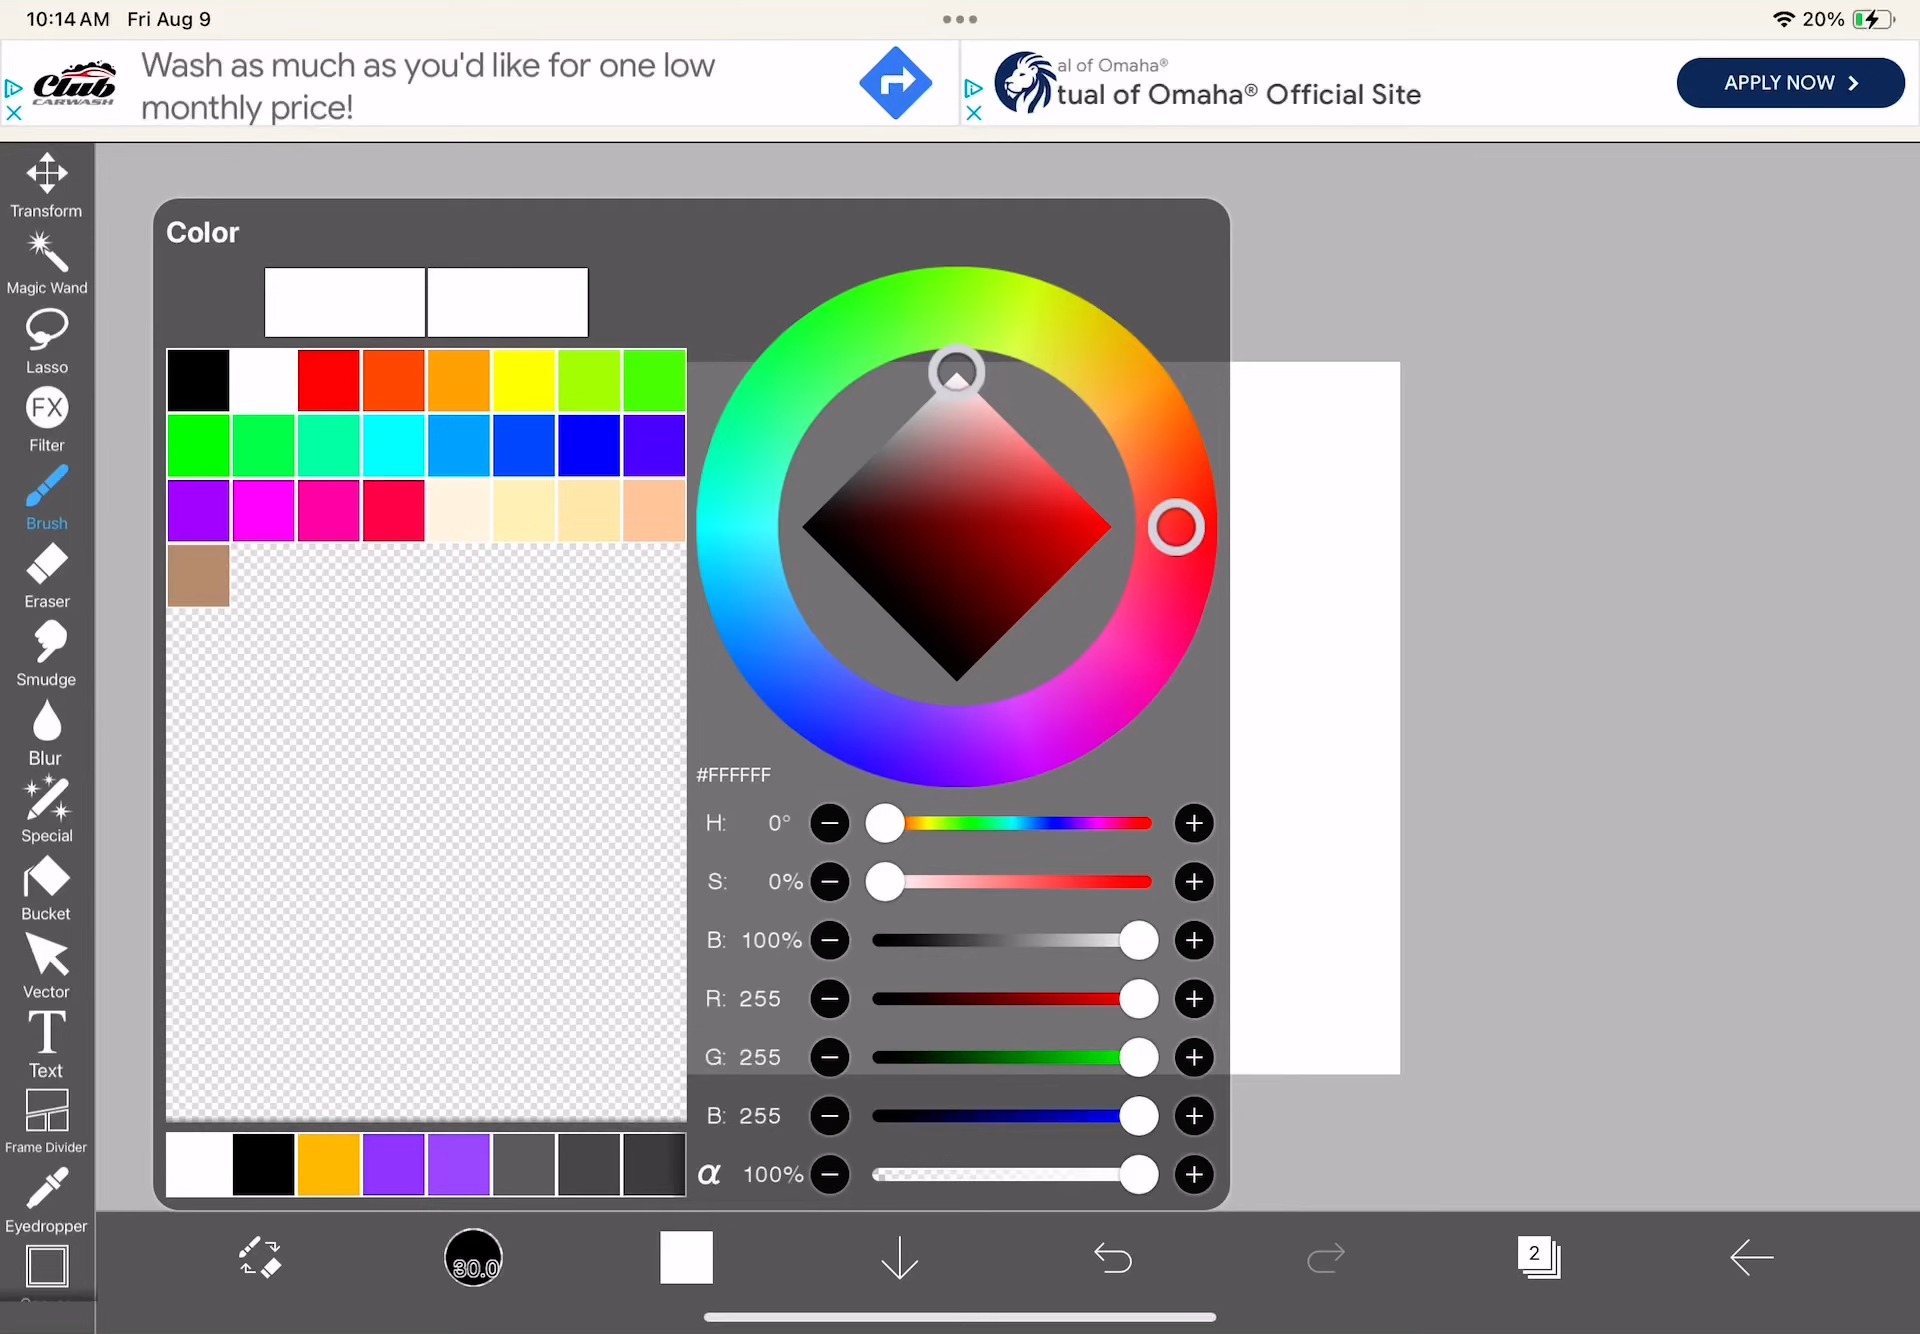 10:14 AM Fri Aug 9
20%
Club
CARWASH
Wash as much as you'd like for one low
monthly price!
al of Omaha®
tual of Omaha® Official Site
APPLY NOW
Transform
Magic Wand
Lasso
FX
Filter
Brush
Eraser
Smudge
Blur
Special
Bucket
Vector
T
Text
Frame Divider
Eyedropper
Color
#FFFFFF
H: 0°
S: 0%
B: 100%
R: 255
G: 255
B: 255
α 100%
30.0
2